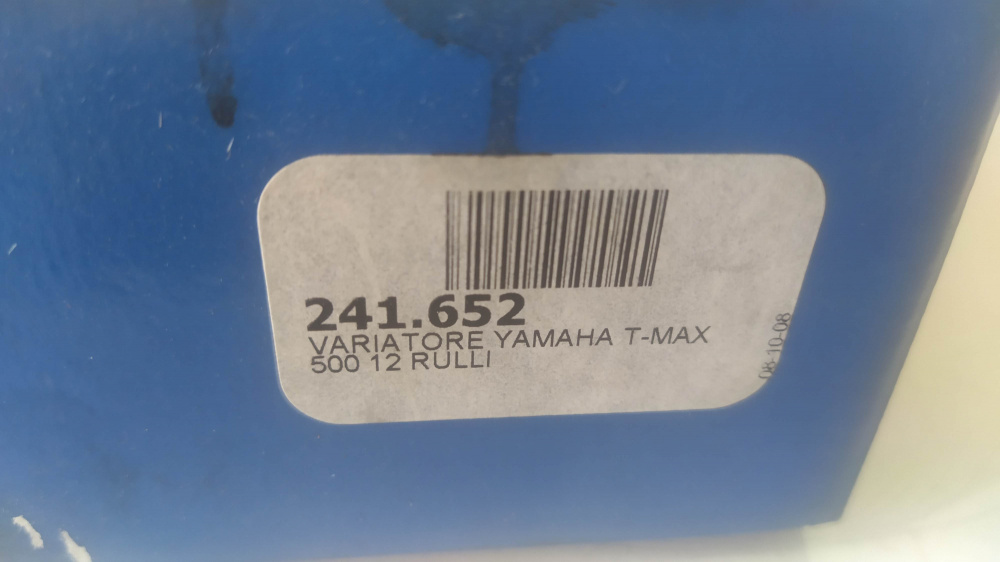 241.652
VARIATORE YAMAHA T-MAX
500 12 RULLI
08-10-08